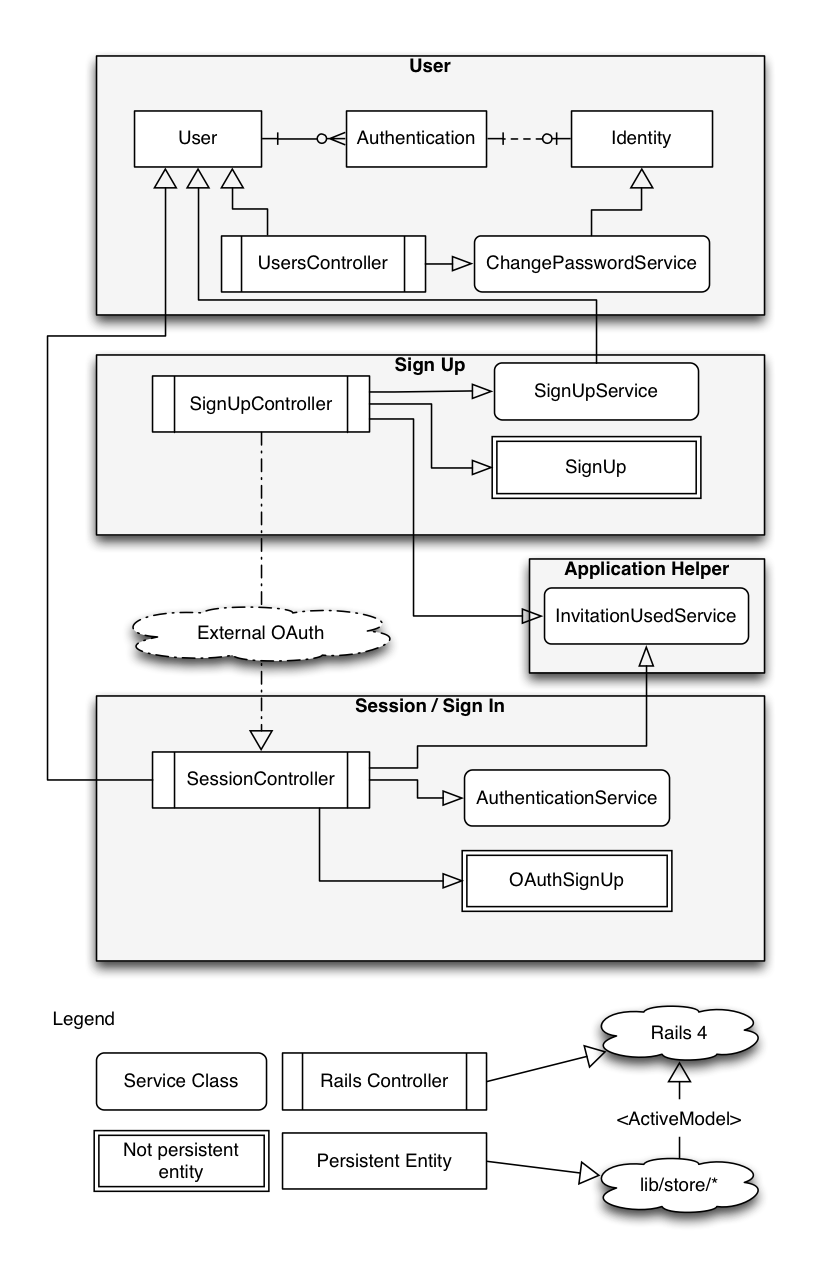 User
User
Authentication
Identity
UsersController
ChangePasswordService
Sign Up
SignUpController
SignUpService
SignUp
Application Helper
InvitationUsedService
External OAuth
Session / Sign In
SessionController
AuthenticationService
OAuthSignUp
Legend
Service Class
Rails Controller
Rails 4
<ActiveModel>
Not persistent
entity
Persistent Entity
lib/store/*